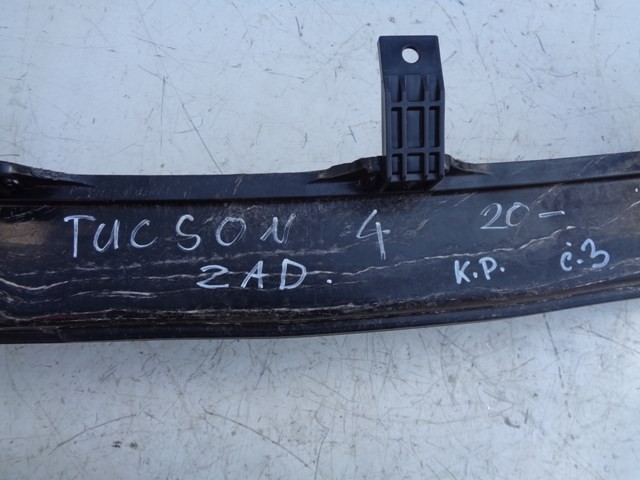 TUCSON 4 20-
ZAD. K.P. č.3